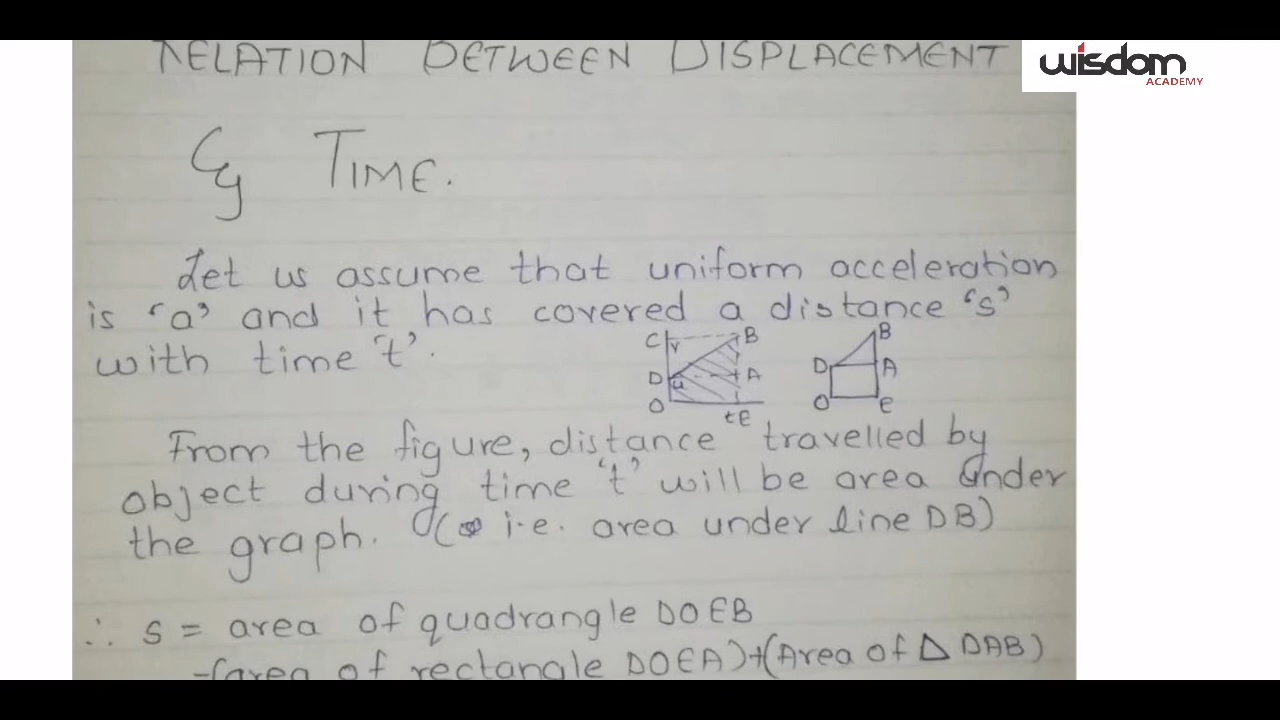 RELATION BETWEEN DISPLACEMENT
wisdom
ACADEMY
& TIME.
Let us assume that uniform acceleration
is 'a' and it has covered a distance 's'
with time 't'.
C v B
D u A
O t E
B
D A
O E
From the figure, distance travelled by
object during time 't' will be area under
the graph. (i.e. area under line DB)
∴ s = area of quadrangle DOEB
=(area of rectangle DOEA)+(Area of △ DAB)